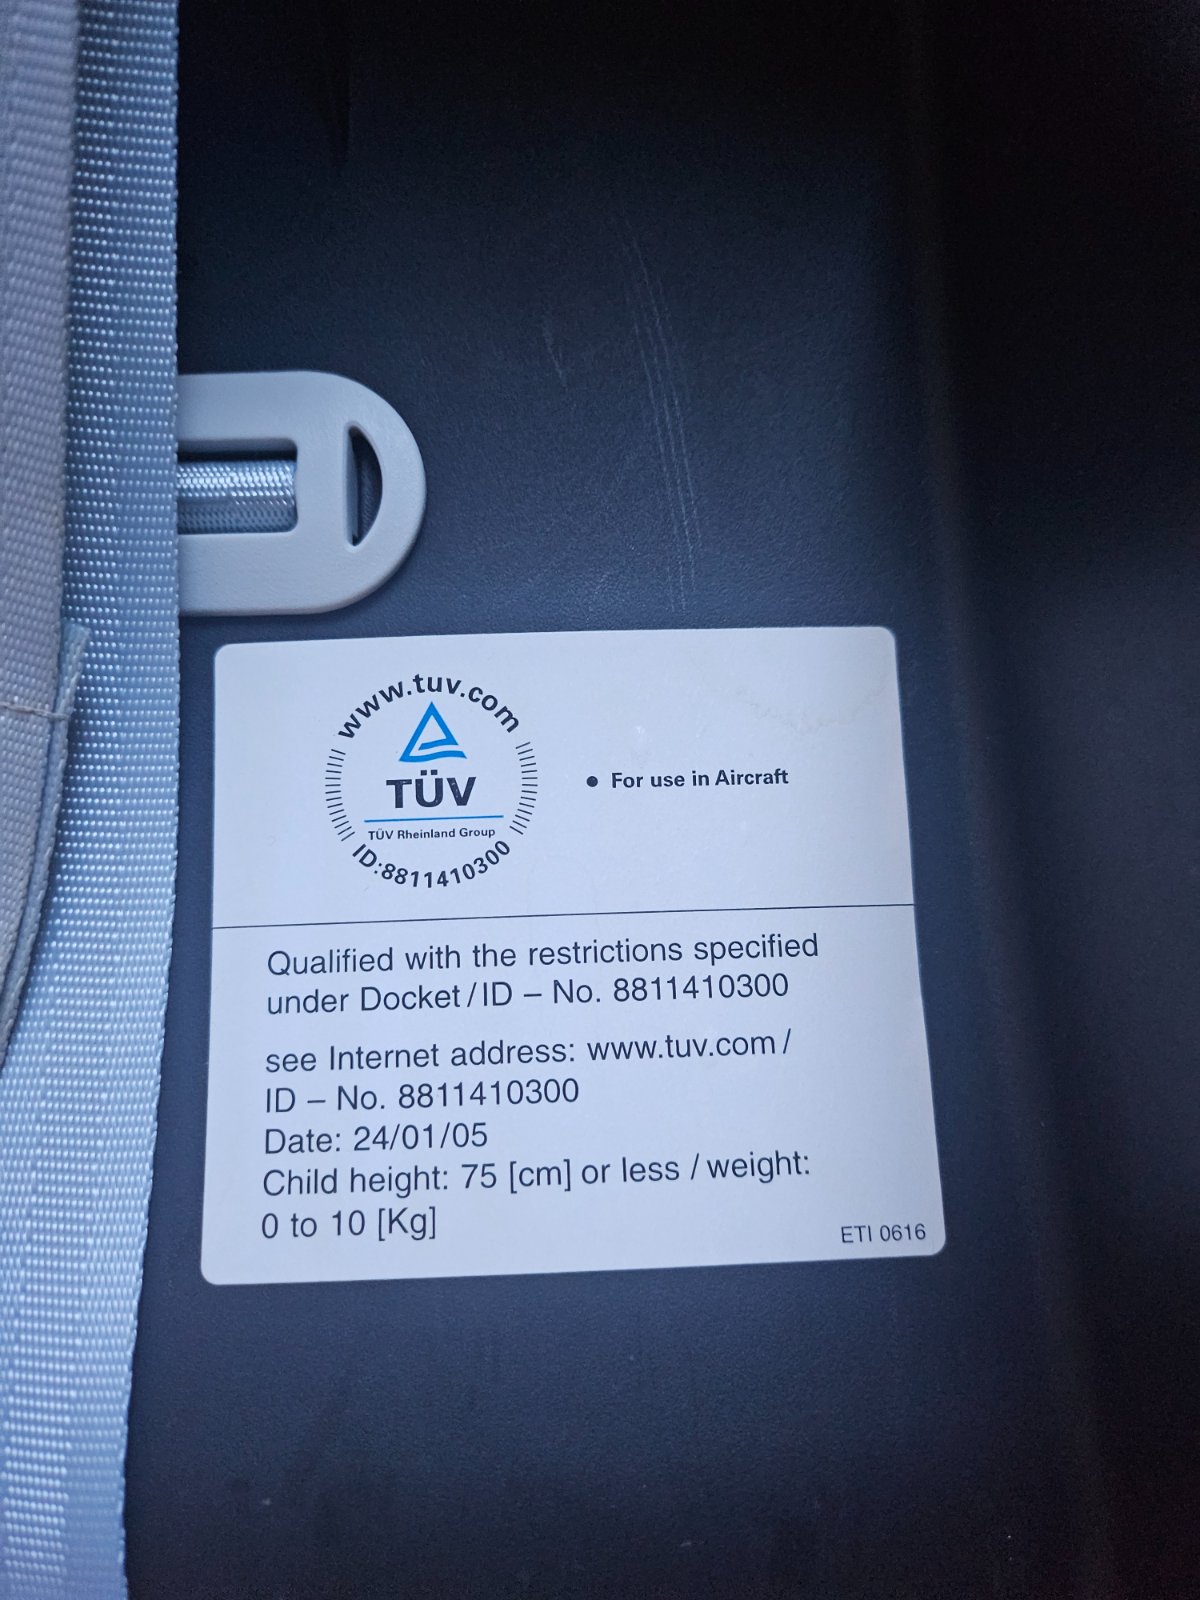 www.tuv.com
TÜV
TÜV Rheinland Group
ID:8811410300
• For use in Aircraft
Qualified with the restrictions specified
under Docket/ID – No. 8811410300
see Internet address: www.tuv.com/
ID – No. 8811410300
Date: 24/01/05
Child height: 75 [cm] or less / weight:
0 to 10 [Kg]
ETI 0616